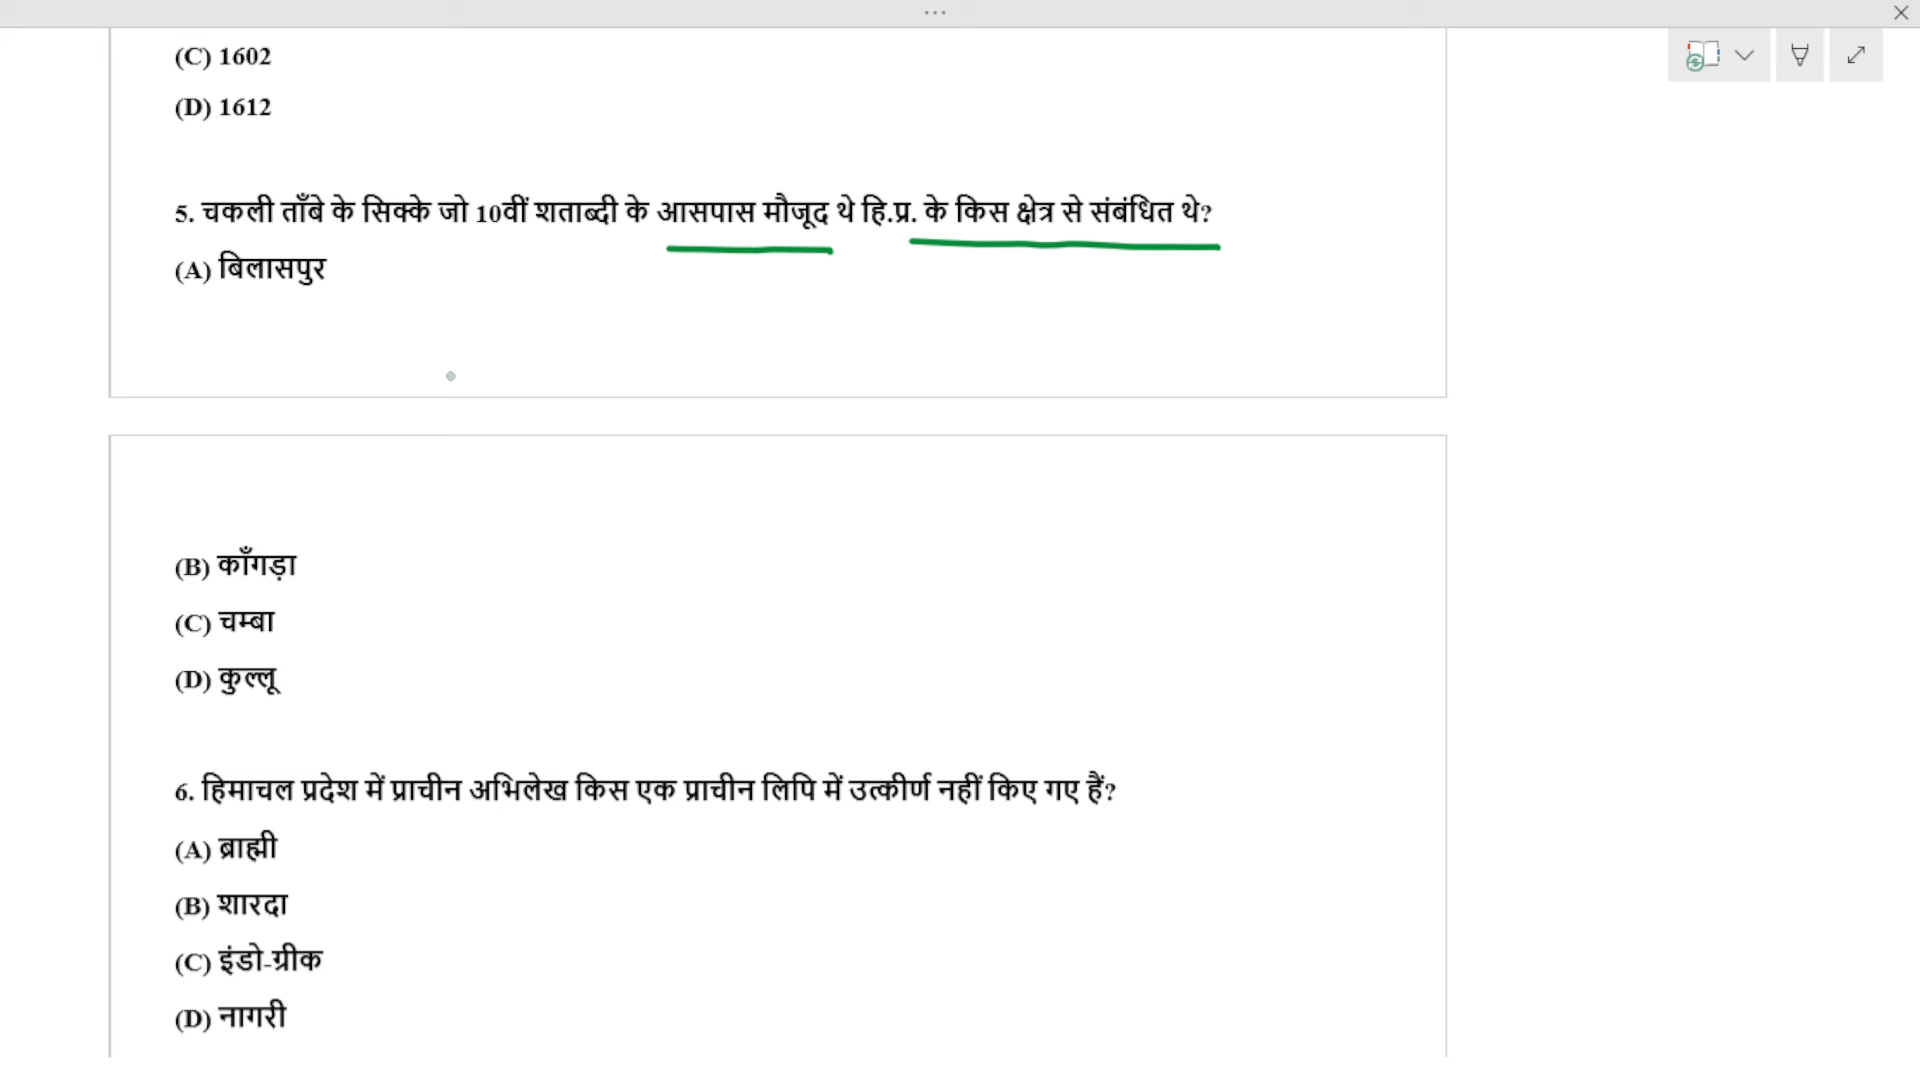 (C) 1602
(D) 1612
5. चकली ताँबे के सिक्के जो 10वीं शताब्दी के आसपास मौजूद थे हि.प्र. के किस क्षेत्र से संबंधित थे?
(A) बिलासपुर
(B) काँगड़ा
(C) चम्बा
(D) कुल्लू
6. हिमाचल प्रदेश में प्राचीन अभिलेख किस एक प्राचीन लिपि में उत्कीर्ण नहीं किए गए हैं?
(A) ब्राह्मी
(B) शारदा
(C) इंडो-ग्रीक
(D) नागरी